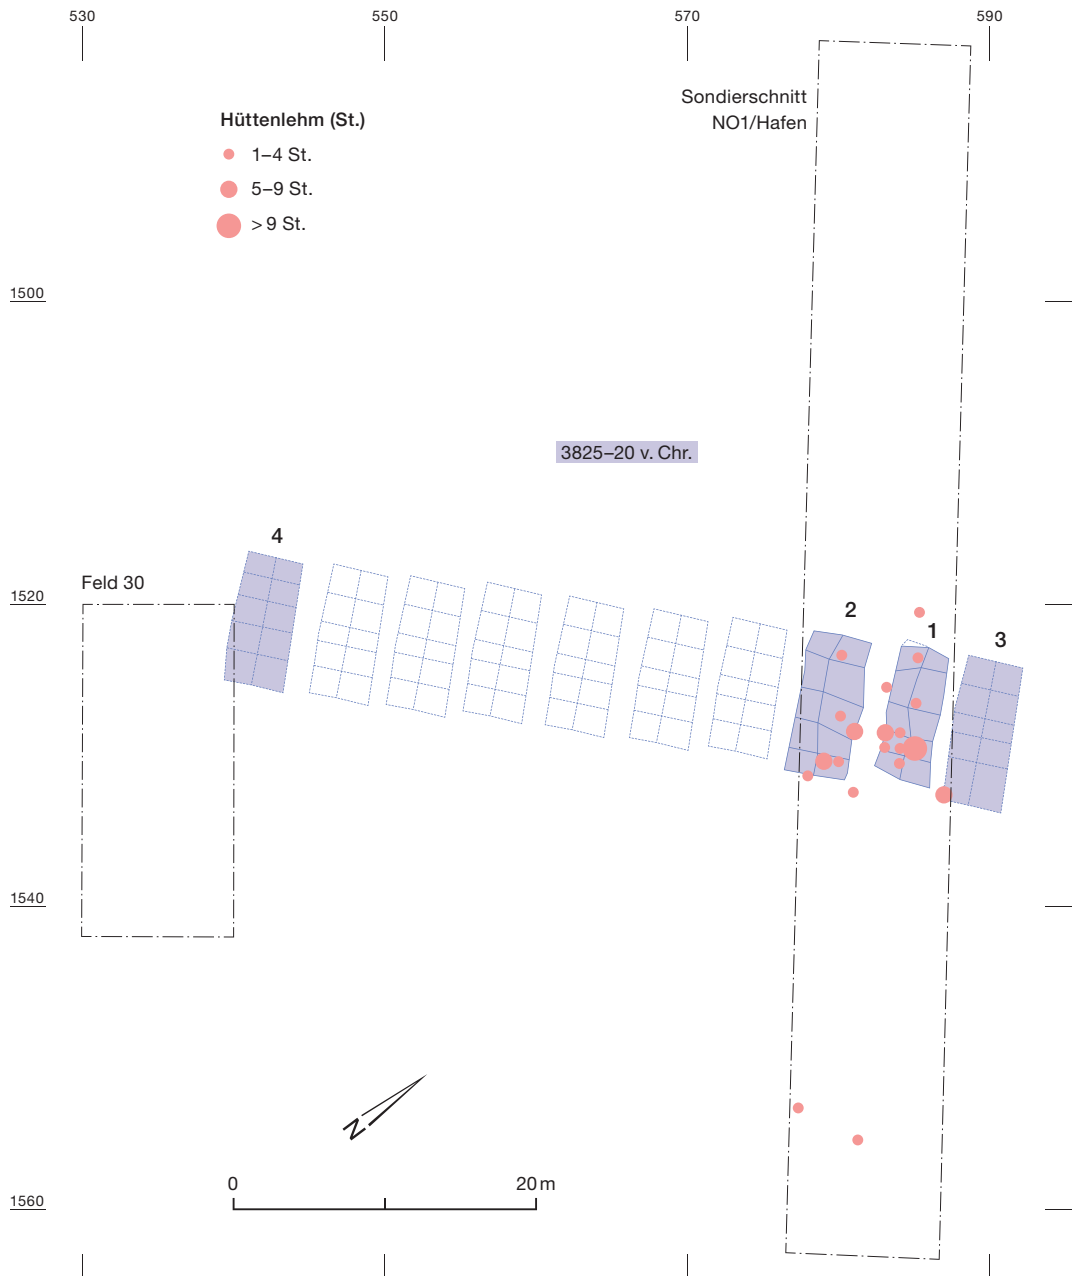 530
550
570
590
Sondierschnitt
NO1/Hafen
Hüttenlehm (St.)
1–4 St.
5–9 St.
> 9 St.
1500
3825–20 v. Chr.
4
Feld 30
1520
2
1
3
1540
N
0
20 m
1560